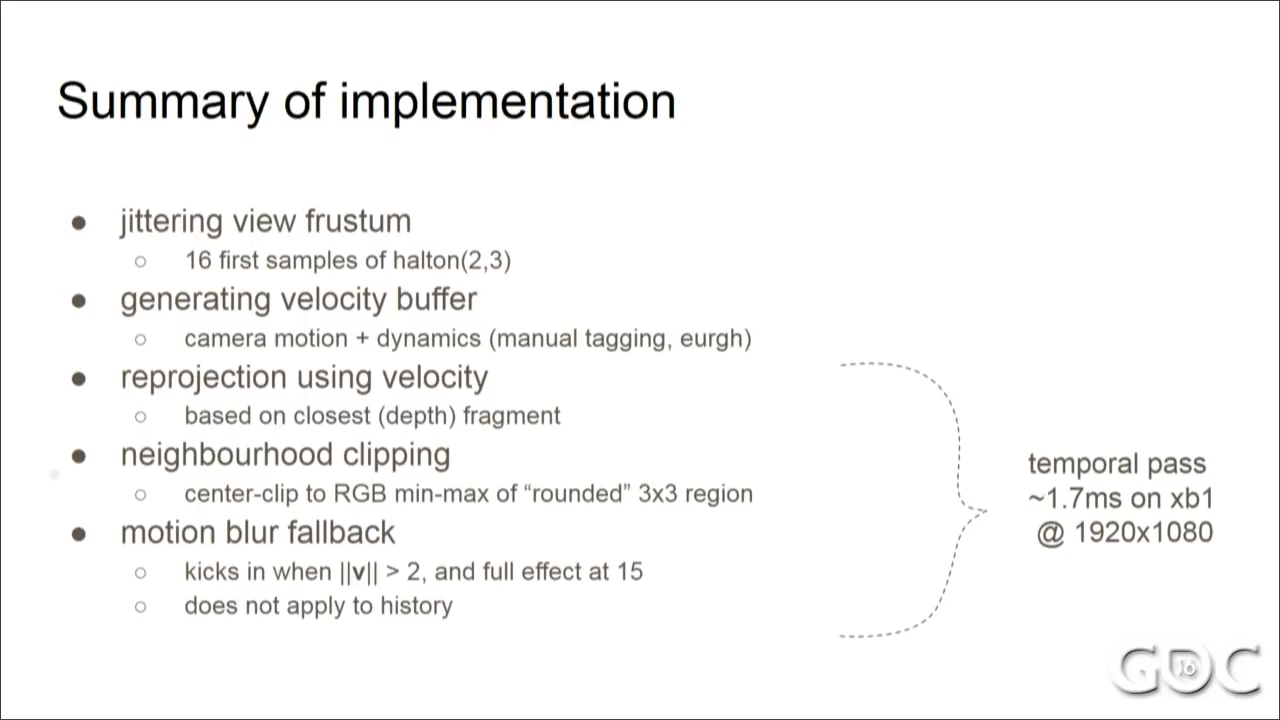 Summary of implementation
● jittering view frustum
○ 16 first samples of halton(2,3)
● generating velocity buffer
○ camera motion + dynamics (manual tagging, eurgh)
● reprojection using velocity
○ based on closest (depth) fragment
● neighbourhood clipping
○ center-clip to RGB min-max of “rounded” 3x3 region
● motion blur fallback
○ kicks in when ||v|| > 2, and full effect at 15
○ does not apply to history
temporal pass
~1.7ms on xb1
@ 1920x1080
GDC 16